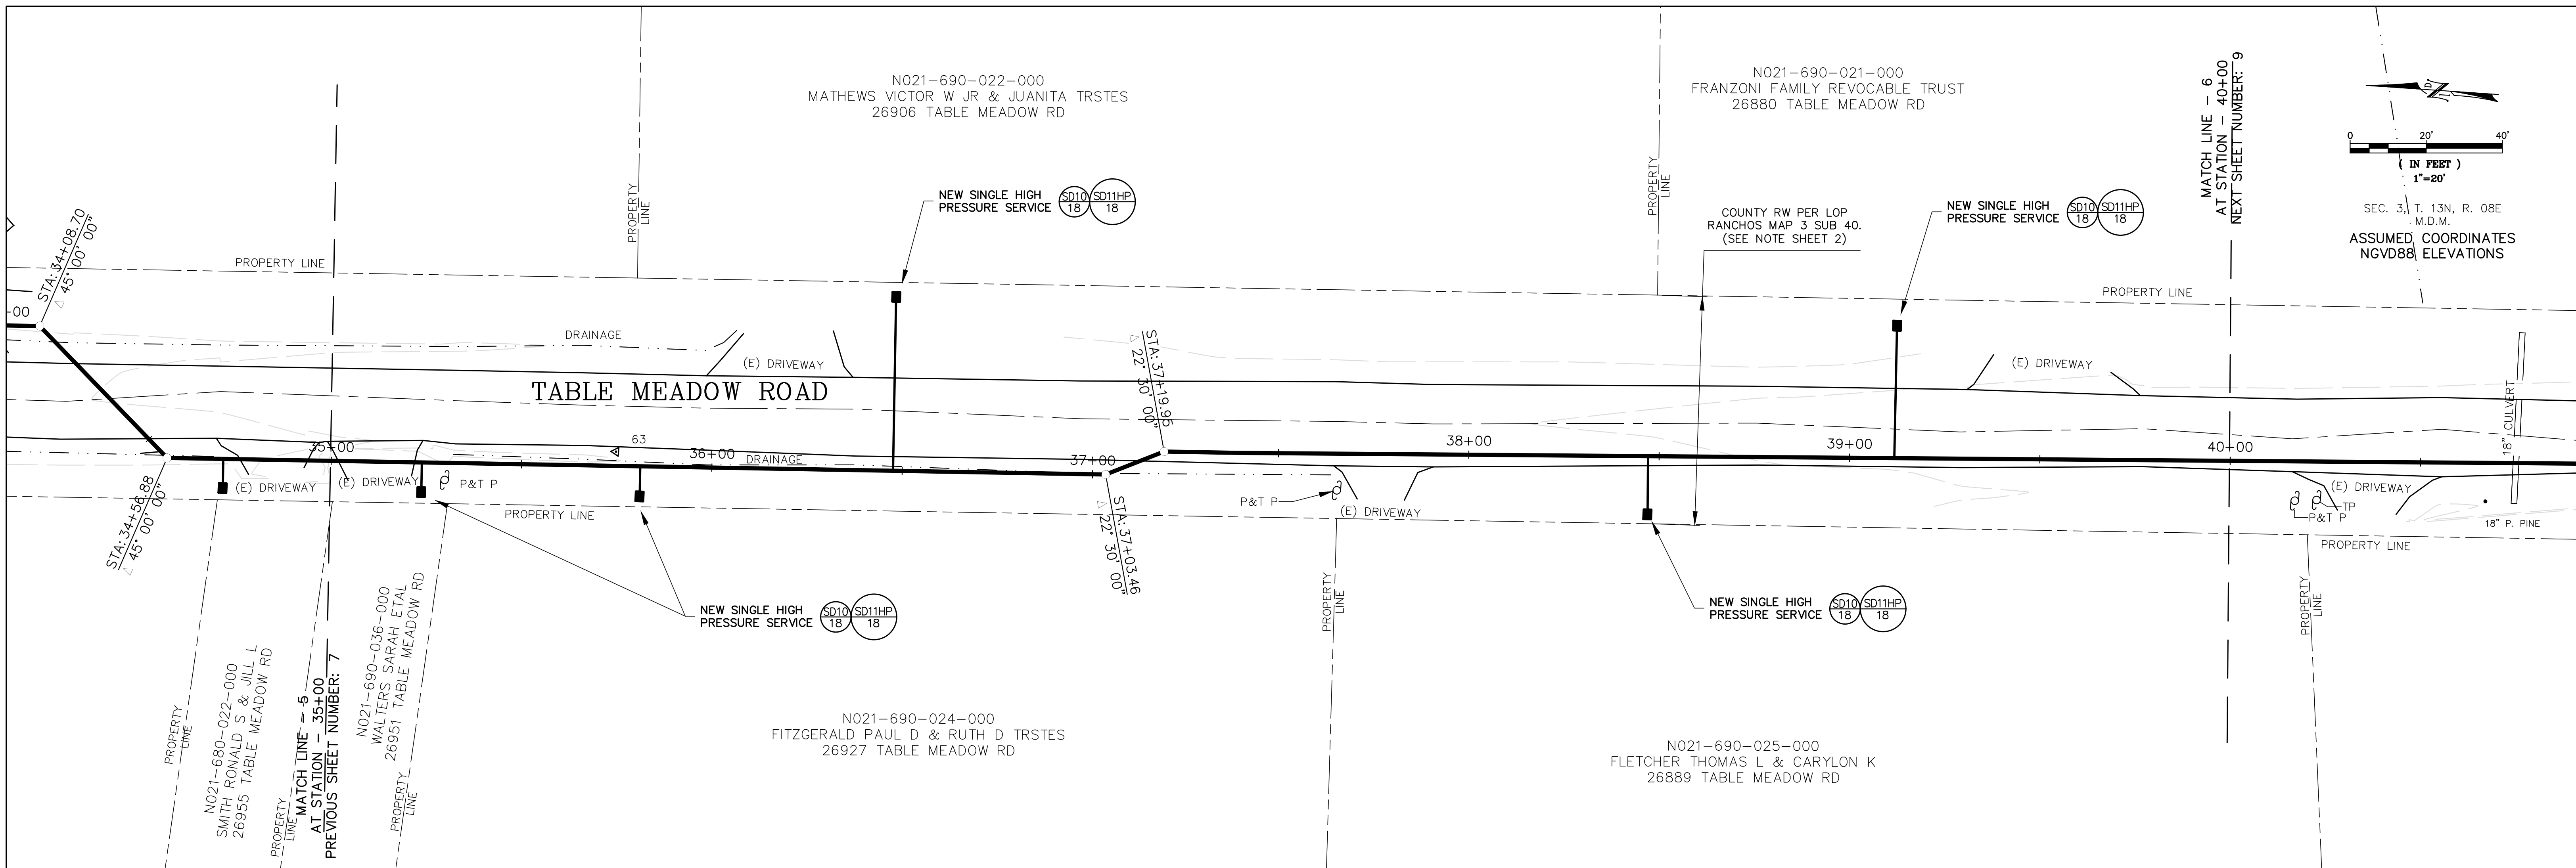 N021-690-022-000
MATHEWS VICTOR W JR & JUANITA TRSTES
26906 TABLE MEADOW RD
N021-690-021-000
FRANZONI FAMILY REVOCABLE TRUST
26880 TABLE MEADOW RD
MATCH LINE - 6
AT STATION - 40+00
NEXT SHEET NUMBER: 9
0 20' 40'
( IN FEET )
1"=20'
SEC. 3, T. 13N, R. 08E
M.D.M.
ASSUMED COORDINATES
NGVD88 ELEVATIONS
PROPERTY
LINE
NEW SINGLE HIGH
PRESSURE SERVICE
SD10
18
SD11HP
18
PROPERTY
LINE
COUNTY RW PER LOP
RANCHOS MAP 3 SUB 40.
(SEE NOTE SHEET 2)
NEW SINGLE HIGH
PRESSURE SERVICE
SD10
18
SD11HP
18
STA: 34+08.70
45° 00' 00"
PROPERTY LINE
PROPERTY LINE
-00
DRAINAGE
(E) DRIVEWAY
TABLE MEADOW ROAD
STA: 37+19.95
22° 30' 00"
(E) DRIVEWAY
18" CULVERT
35+00
63
36+00
DRAINAGE
37+00
38+00
39+00
40+00
(E) DRIVEWAY
(E) DRIVEWAY
P&T P
PROPERTY LINE
P&T P
(E) DRIVEWAY
(E) DRIVEWAY
TP
P&T P
18" P. PINE
PROPERTY LINE
STA: 34+56.88
45° 00' 00"
STA: 37+03.46
22° 30' 00"
NEW SINGLE HIGH
PRESSURE SERVICE
SD10
18
SD11HP
18
PROPERTY
LINE
NEW SINGLE HIGH
PRESSURE SERVICE
SD10
18
SD11HP
18
PROPERTY
LINE
PROPERTY
LINE
N021-680-022-000
SMITH RONALD S & JILL L
26955 TABLE MEADOW RD
PROPERTY
LINE
MATCH LINE - 5
AT STATION - 35+00
PREVIOUS SHEET NUMBER: 7
N021-690-036-000
WALTERS SARAH ETAL
26951 TABLE MEADOW RD
PROPERTY
LINE
N021-690-024-000
FITZGERALD PAUL D & RUTH D TRSTES
26927 TABLE MEADOW RD
N021-690-025-000
FLETCHER THOMAS L & CARYLON K
26889 TABLE MEADOW RD